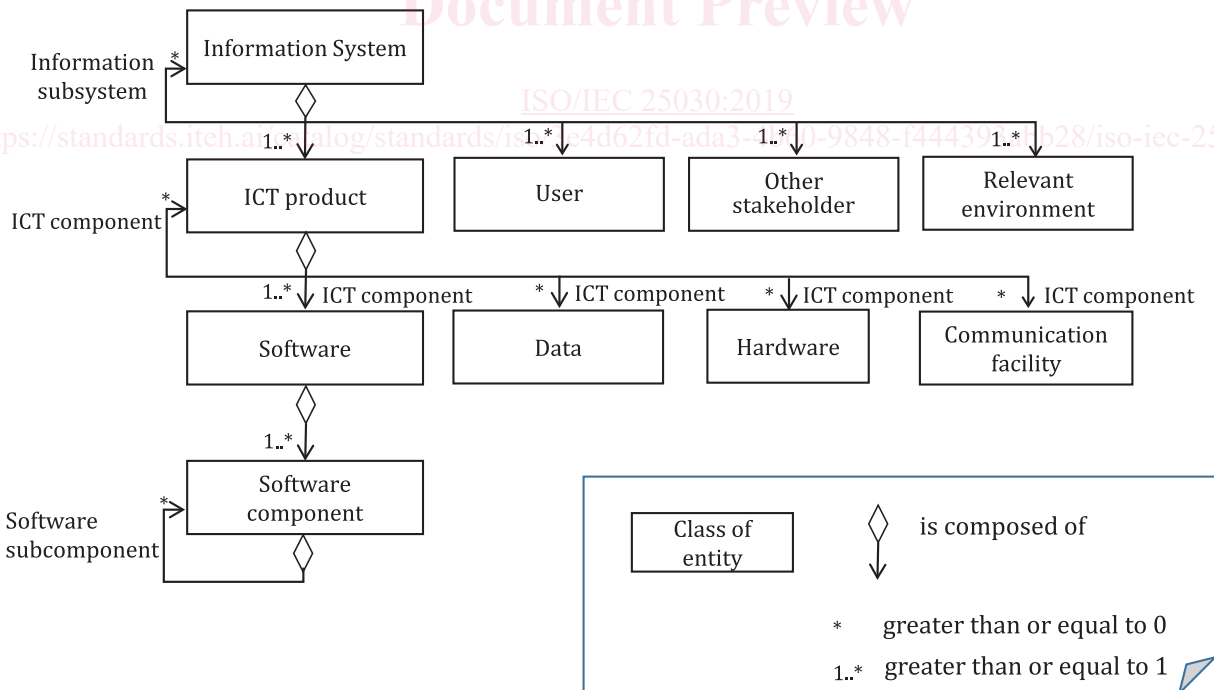 Document Preview
Information System
*
Information
subsystem
ISO/IEC 25030:2019
1..*
1..*
1..*
1..*
ICT product
User
Other
stakeholder
Relevant
environment
*
ICT component
1..*
ICT component
*
ICT component
*
ICT component
*
ICT component
Software
Data
Hardware
Communication
facility
1..*
Software
component
*
Software
subcomponent
Class of
entity
is composed of
* greater than or equal to 0
1..* greater than or equal to 1